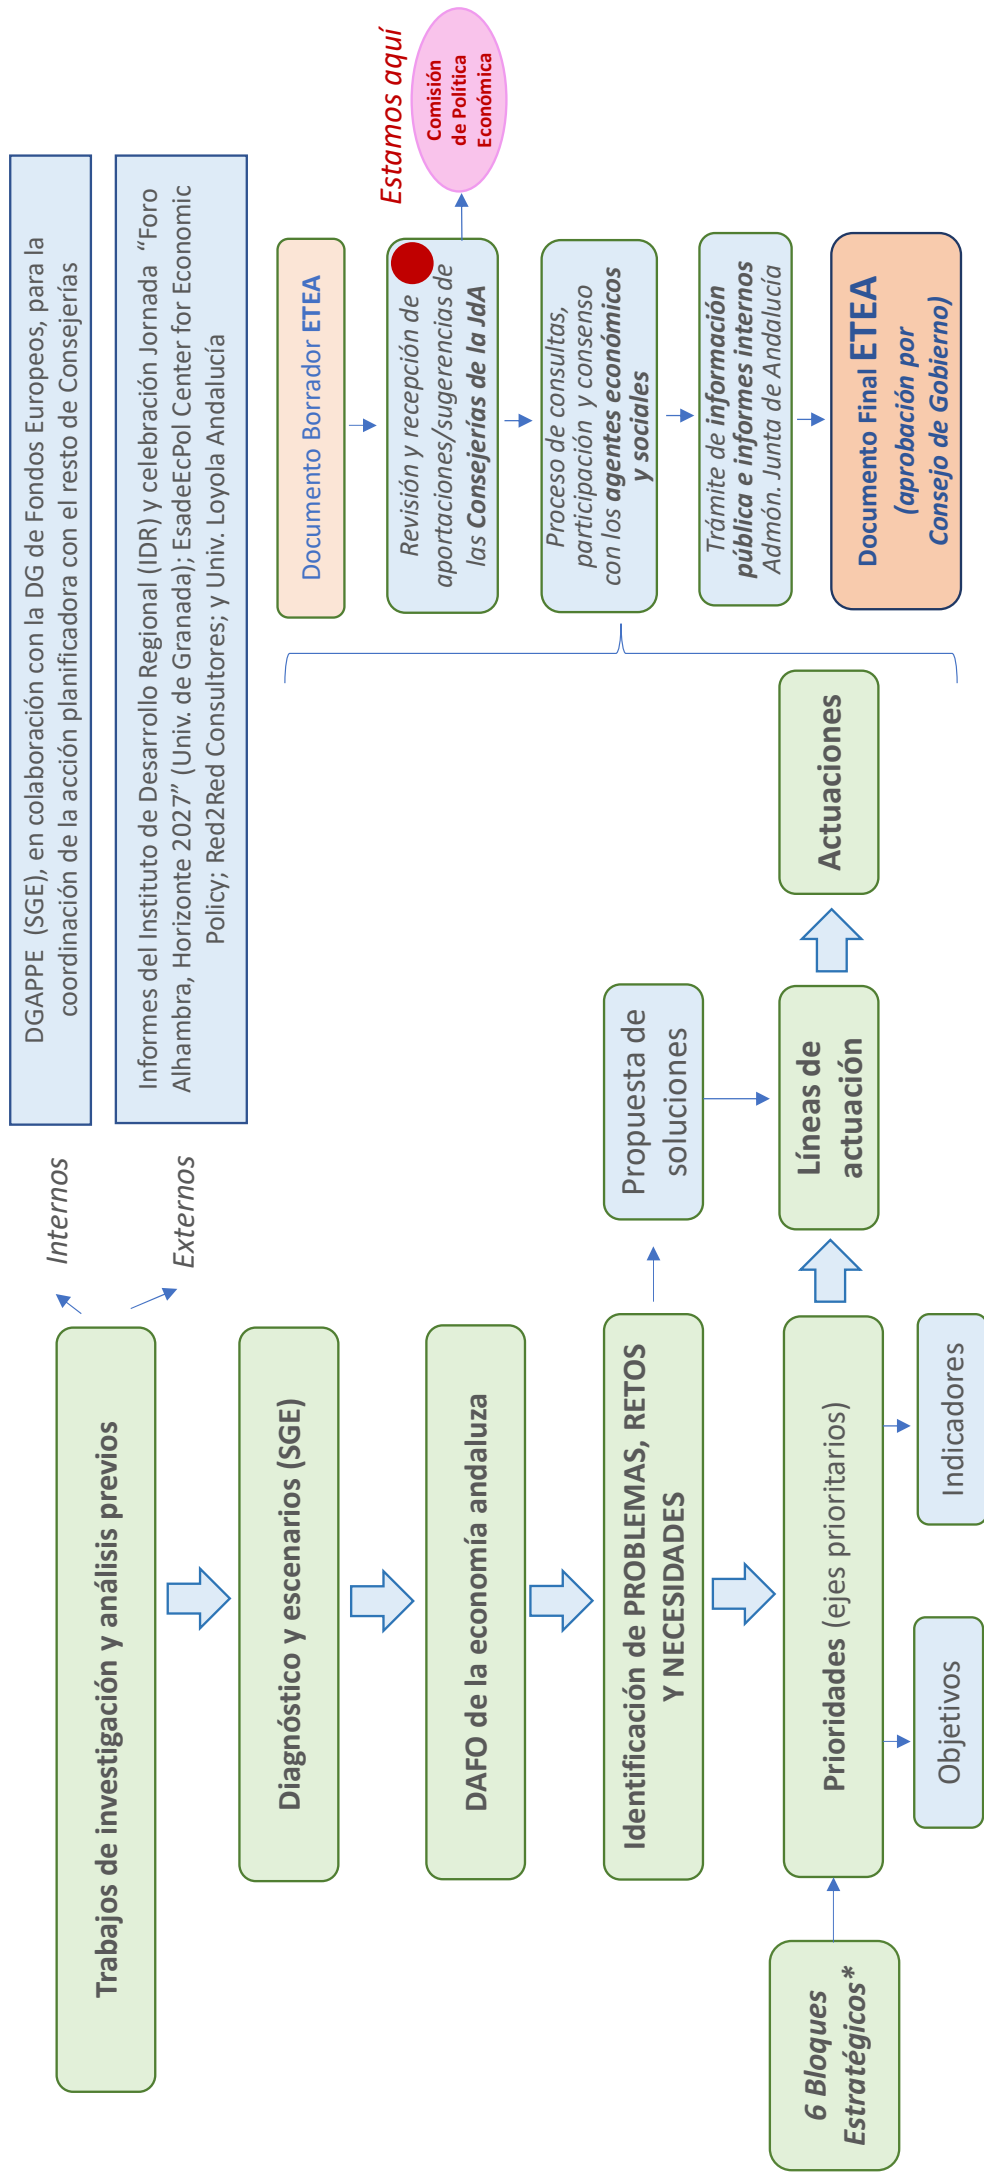 Trabajos de investigación y análisis previos
Internos
DGAPPE (SGE), en colaboración con la DG de Fondos Europeos, para la
coordinación de la acción planificadora con el resto de Consejerías
Externos
Informes del Instituto de Desarrollo Regional (IDR) y celebración Jornada “Foro
Alhambra, Horizonte 2027” (Univ. de Granada); EsadeEcPol Center for Economic
Policy; Red2Red Consultores; y Univ. Loyola Andalucía
Diagnóstico y escenarios (SGE)
DAFO de la economía andaluza
Identificación de PROBLEMAS, RETOS
Y NECESIDADES
Propuesta de
soluciones
6 Bloques
Estratégicos*
Prioridades (ejes prioritarios)
Objetivos
Indicadores
Líneas de
actuación
Actuaciones
Documento Borrador ETEA
Revisión y recepción de
aportaciones/sugerencias de
las Consejerías de la JdA
Estamos aquí
Comisión
de Política
Económica
Proceso de consultas,
participación y consenso
con los agentes económicos
y sociales
Trámite de información
pública e informes internos
Admón. Junta de Andalucía
Documento Final ETEA
(aprobación por
Consejo de Gobierno)